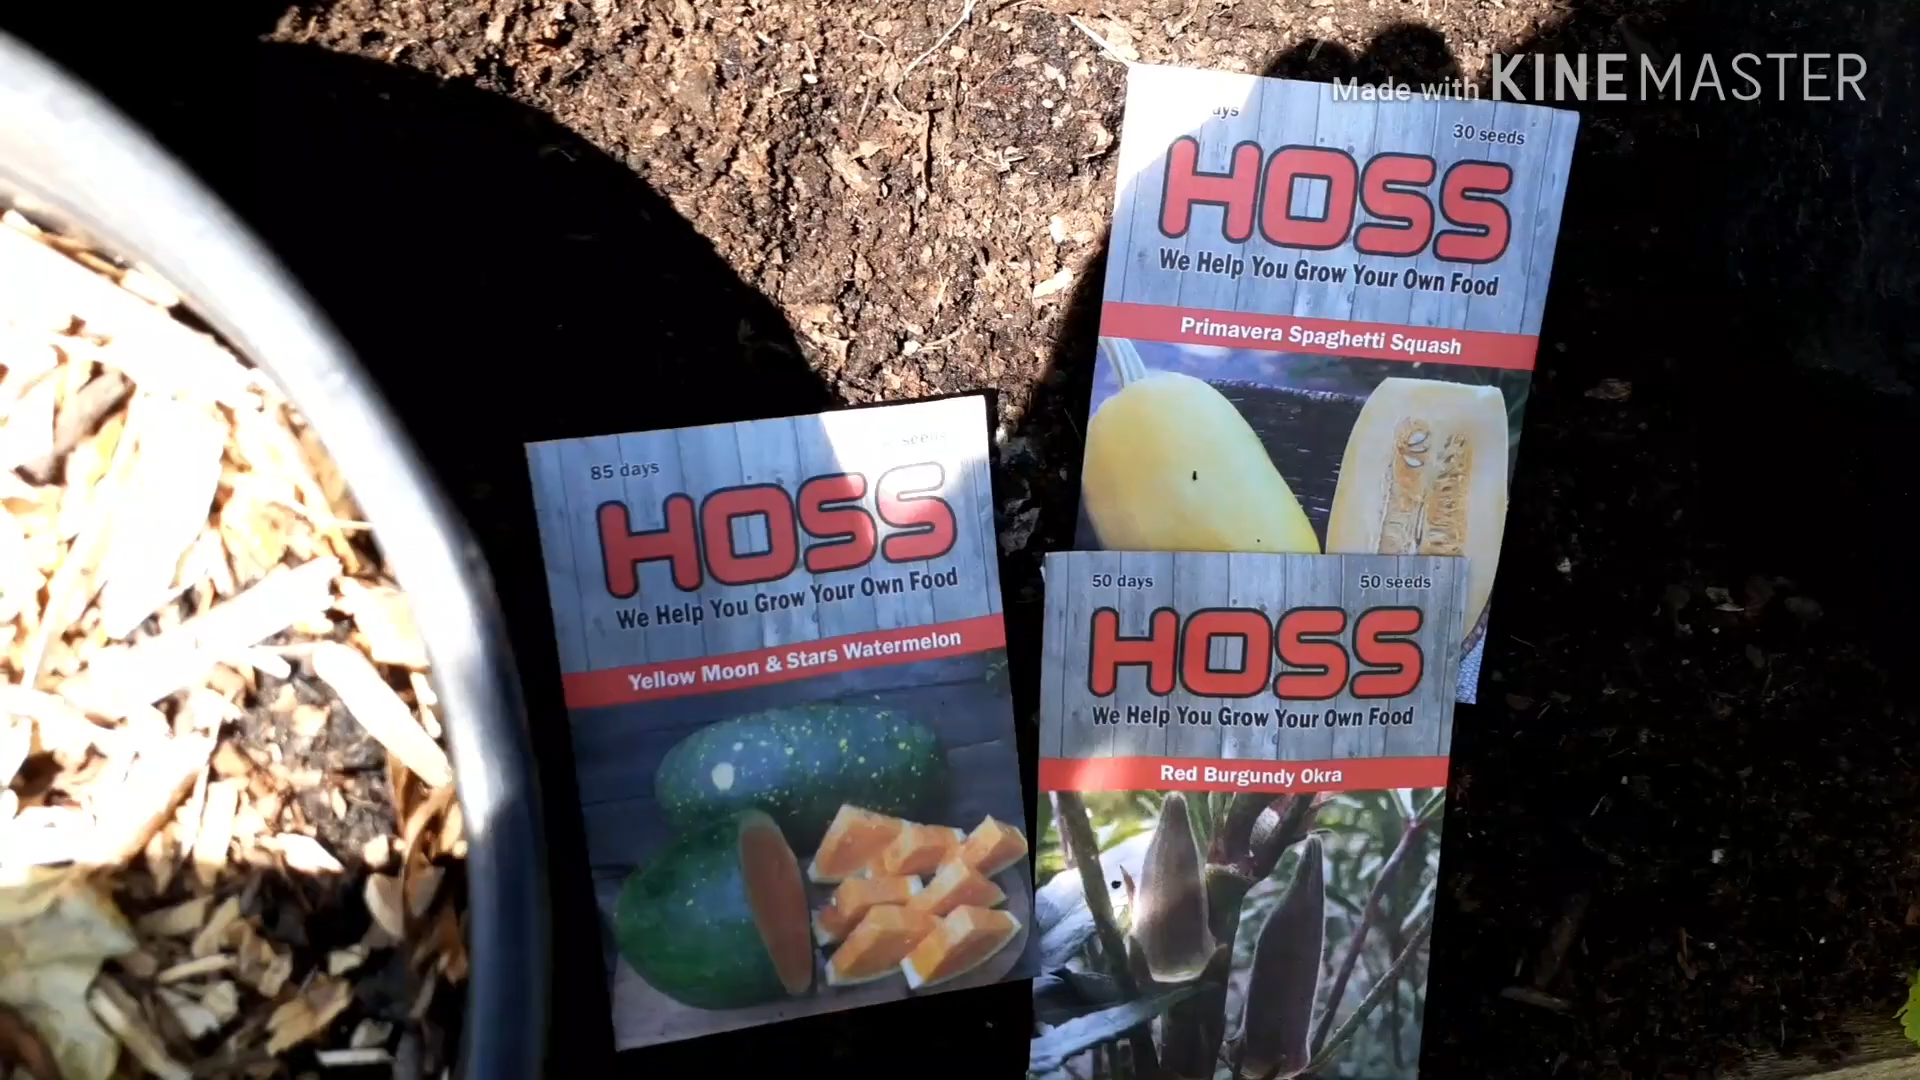 Made with KINEMASTER
30 seeds
HOSS
We Help You Grow Your Own Food
Primavera Spaghetti Squash
85 days
seeds
HOSS
We Help You Grow Your Own Food
Yellow Moon & Stars Watermelon
50 days 50 seeds
HOSS
We Help You Grow Your Own Food
Red Burgundy Okra